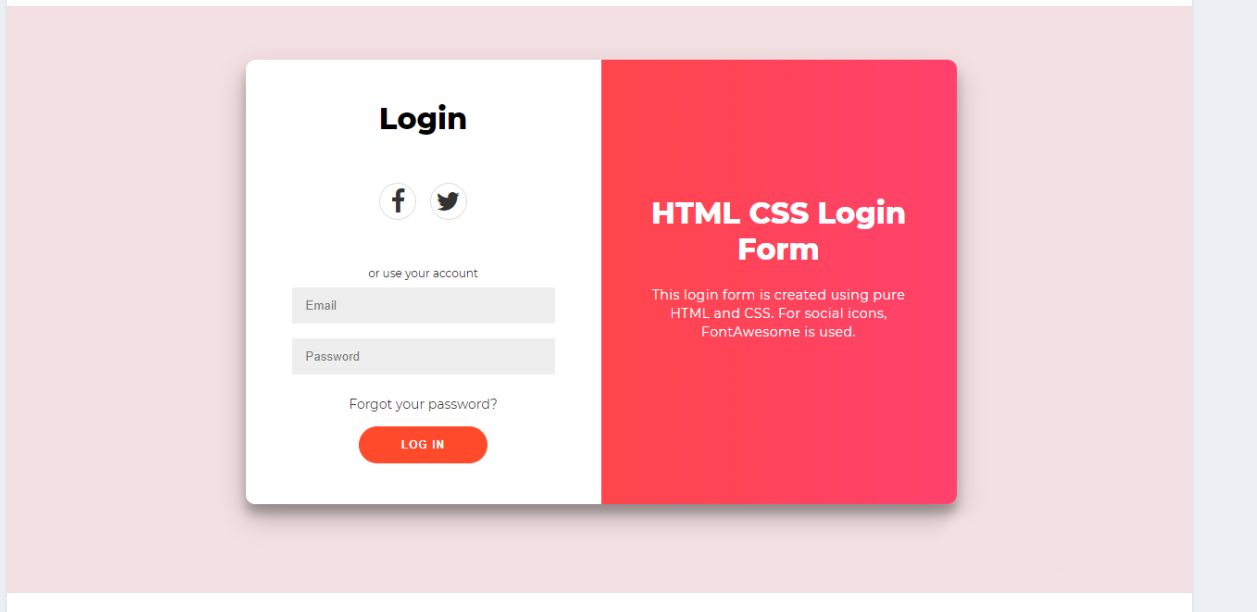 Login
or use your account
Email
Password
Forgot your password?
LOG IN
HTML CSS Login
Form
This login form is created using pure
HTML and CSS. For social icons,
FontAwesome is used.